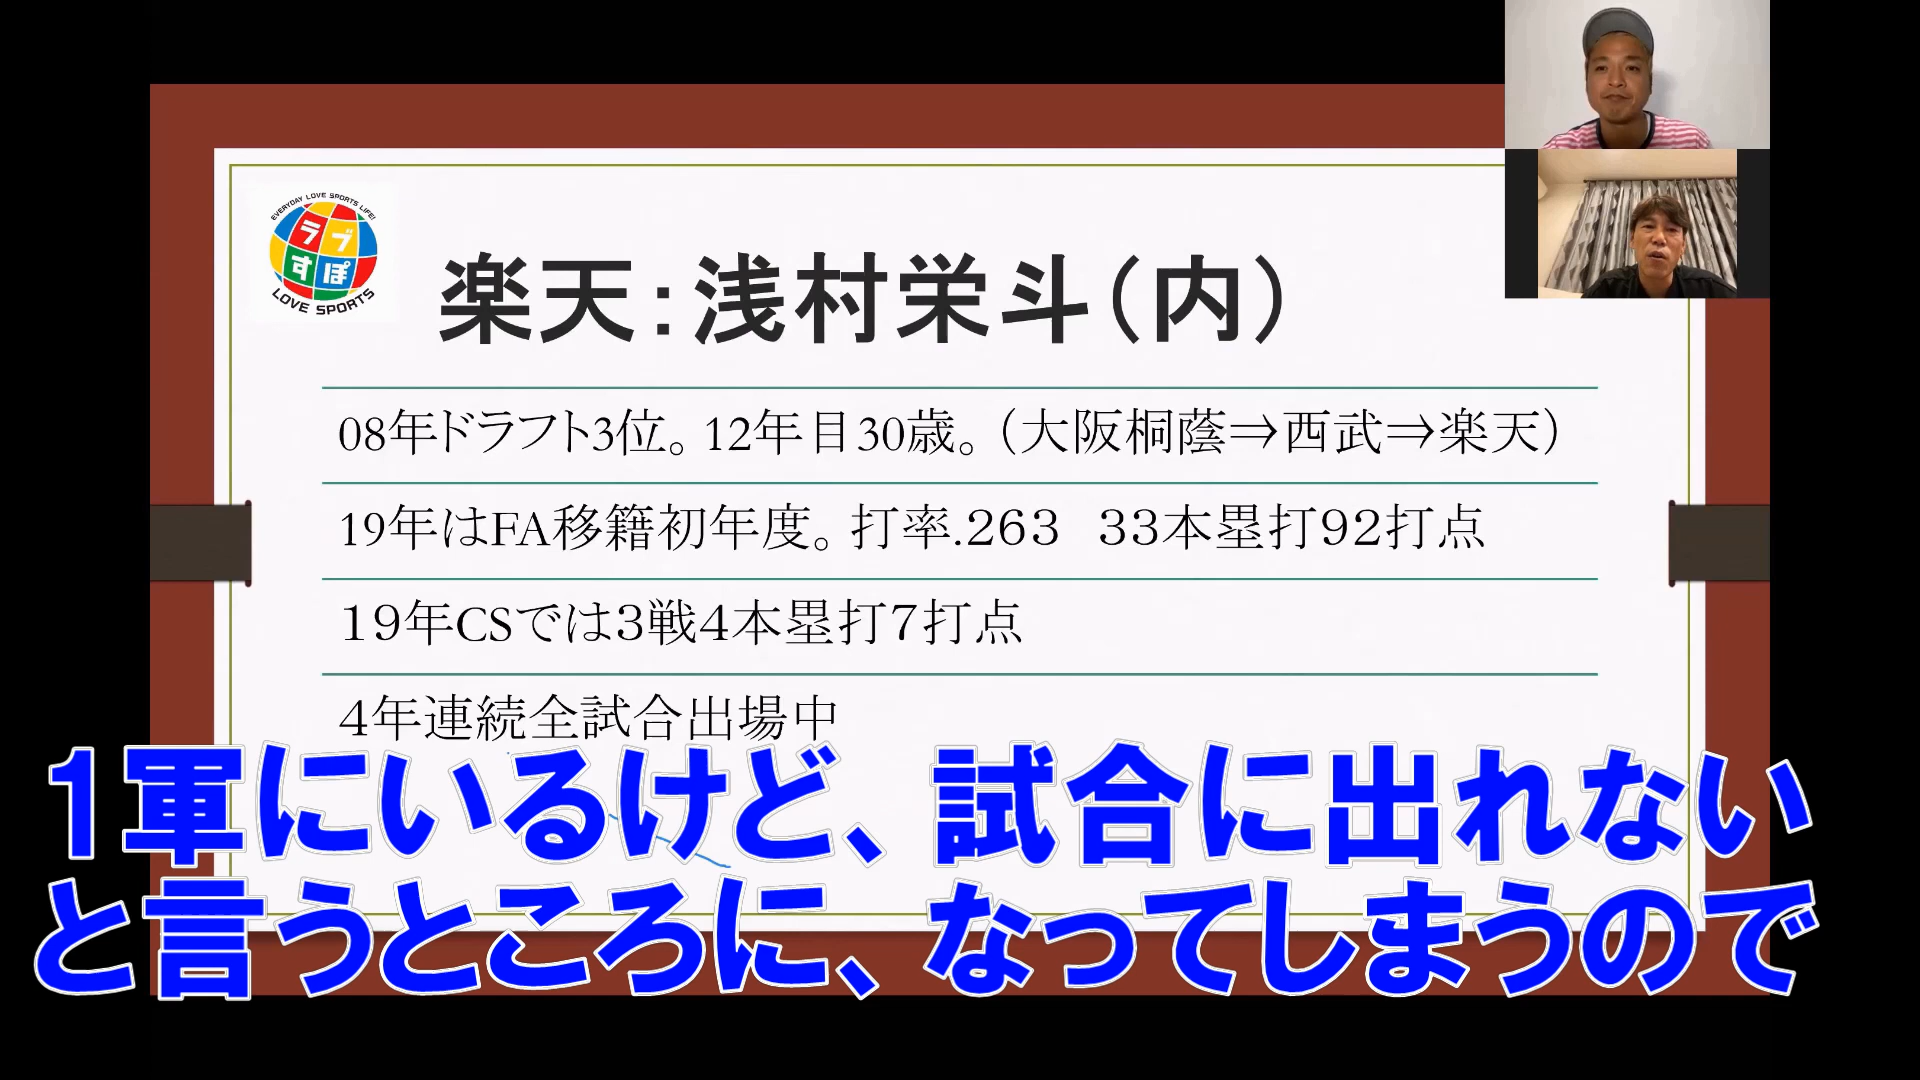 EVERYDAY LOVE SPORTS LIFE!
ラブ
すぽ
LOVE SPORTS
楽天：浅村栄斗（内）
08年ドラフト3位。12年目30歳。（大阪桐蔭⇒西武⇒楽天）
19年はFA移籍初年度。打率.２６３　３３本塁打９２打点
１９年CSでは３戦４本塁打７打点
４年連続全試合出場中
1軍にいるけど、試合に出れない
と言うところに、なってしまうので